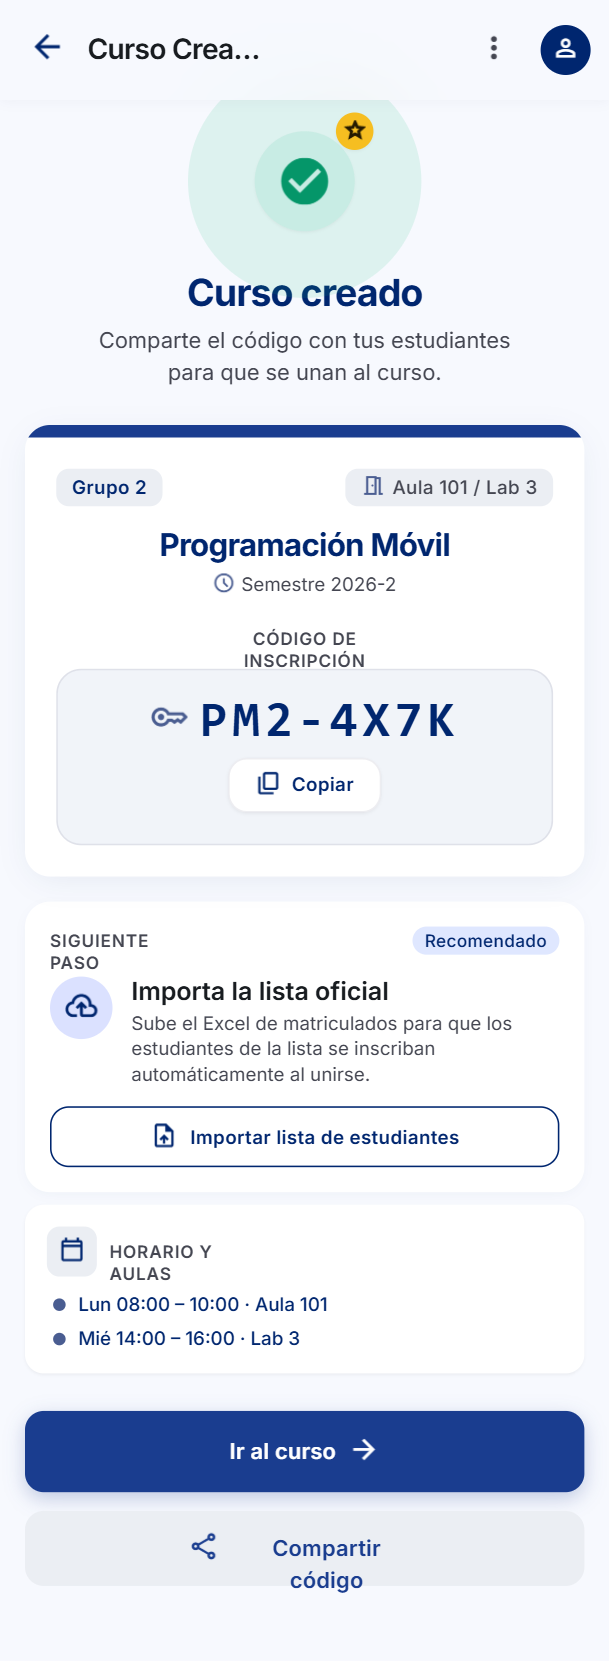 Curso Crea...
Curso creado
Comparte el código con tus estudiantes
para que se unan al curso.
Grupo 2
Aula 101 / Lab 3
Programación Móvil
Semestre 2026-2
CÓDIGO DE
INSCRIPCIÓN
PM2-4X7K
Copiar
SIGUIENTE
PASO
Recomendado
Importa la lista oficial
Sube el Excel de matriculados para que los
estudiantes de la lista se inscriban
automáticamente al unirse.
Importar lista de estudiantes
HORARIO Y
AULAS
Lun 08:00 – 10:00 · Aula 101
Mié 14:00 – 16:00 · Lab 3
Ir al curso
Compartir
código